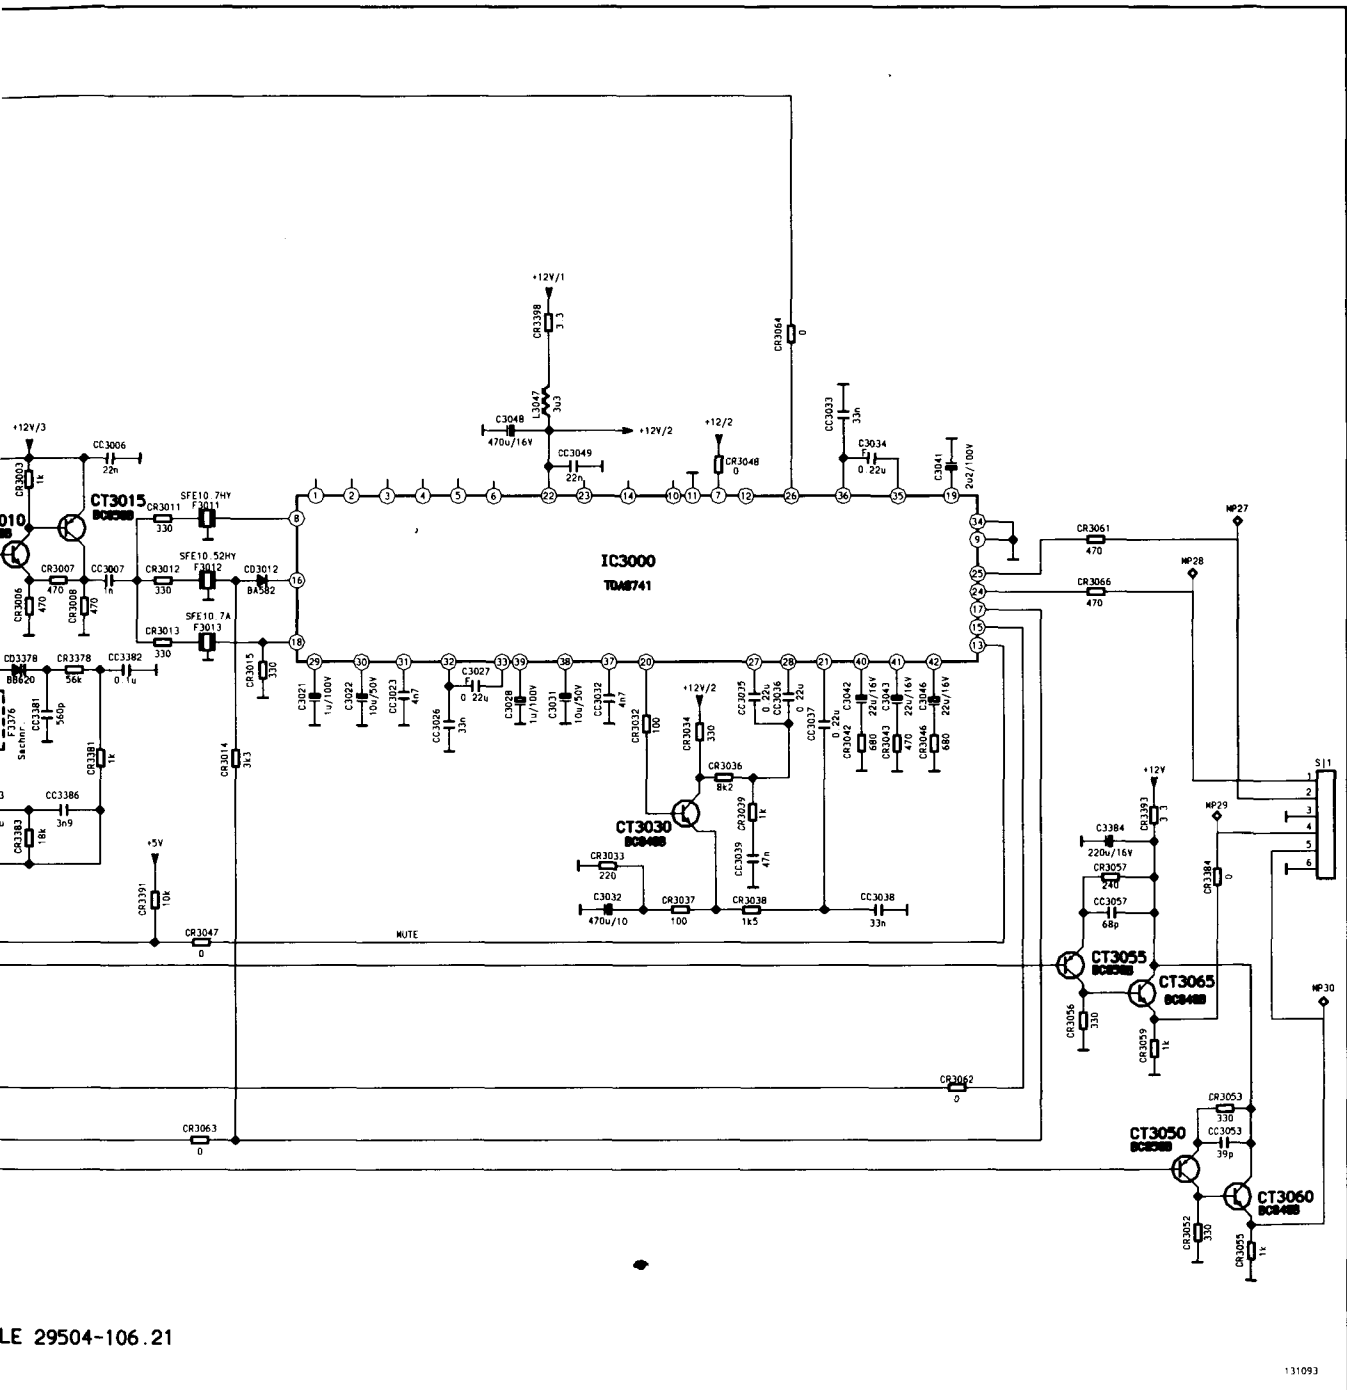 +12V/1
CR3398
3.3
CR3064
0
L3047
3u3
C3048
470u/16V
+12V/2
CC3049
22n
+12/2
CR3048
0
CC3033
33n
C3034
F
0.22u
C3041
2u2/100V
+12V/3
CC3006
22n
CR3003
1k
CT3015
BC858B
010
CR3011
330
SFE10.7HY
F3011
SFE10.52HY
F3012
CR3012
330
SFE10.7A
F3013
CR3013
330
CD3012
BA582
CR3007
470
CC3007
1n
CR3006
470
CR3008
470
CR3015
330
1
2
3
4
5
6
22
23
14
10
11
7
12
26
36
35
19
8
16
18
IC3000
TDA8741
34
9
25
24
17
15
13
29
30
31
32
33
39
38
37
20
27
28
21
40
41
42
CR3061
470
CR3066
470
MP27
MP28
CD3378
BB620
CR3378
56k
CC3382
0.1u
F3376
Sachnr.
CC3381
560p
CR3381
1k
CC3386
3n9
CR3383
18k
C3021
1u/100V
C3022
10u/50V
CC3023
4n7
CC3026
33n
CC3027
F
0.22u
C3028
1u/100V
C3031
10u/50V
CC3032
4n7
CR3032
100
+12V/2
CR3034
330
CC3035
0.22u
CC3036
0.22u
CC3037
0.22u
C3042
22u/16V
C3043
22u/16V
C3046
22u/16V
CR3042
680
CR3043
470
CR3046
680
CR3014
3k3
CR3036
8k2
CR3039
1k
CC3039
47n
CT3030
BC848B
CR3033
220
C3032
470u/10
CR3037
100
CR3038
1k5
CC3038
33n
+5V
CR3391
10k
CR3047
0
MUTE
+12V
CR3393
3.3
C3384
220u/16V
CR3057
240
CC3057
68p
MP29
CR3384
0
S|1
1
2
3
4
5
6
CT3055
BC858B
CT3065
BC848B
CR3056
330
CR3059
1k
MP30
CR3062
0
CR3063
0
CR3053
330
CC3053
39p
CT3050
BC858B
CT3060
BC848B
CR3052
330
CR3055
1k
LE 29504-106.21
131093